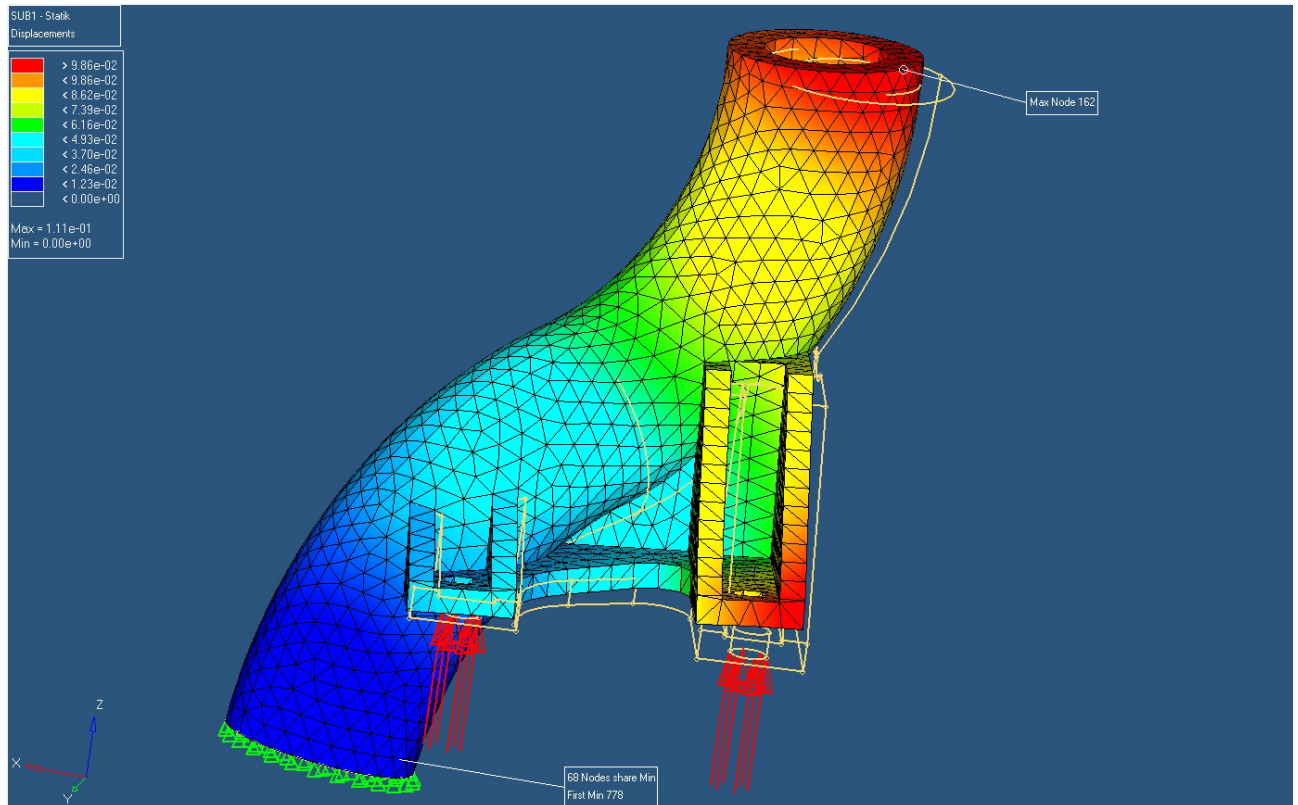 SUB1 - Statik
Displacements
> 9.86e-02
< 9.86e-02
< 8.62e-02
< 7.39e-02
< 6.16e-02
< 4.93e-02
< 3.70e-02
< 2.46e-02
< 1.23e-02
< 0.00e+00
Max = 1.11e-01
Min = 0.00e+00
Max Node 162
68 Nodes share Min
First Min 778
Z
X
Y